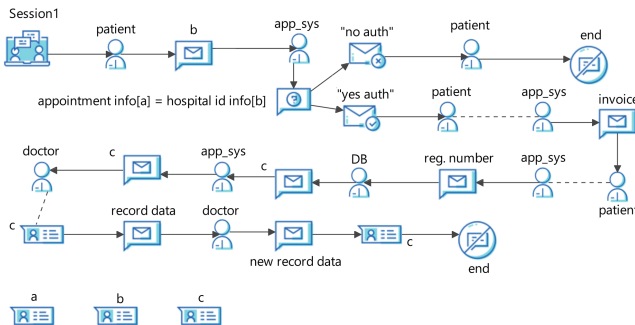 Session1
patient
b
app_sys
"no auth"
patient
end
appointment info[a] = hospital id info[b]
"yes auth"
patient
app_sys
invoice
doctor
c
app_sys
c
DB
reg. number
app_sys
patient
c
record data
doctor
new record data
c
end
a
b
c